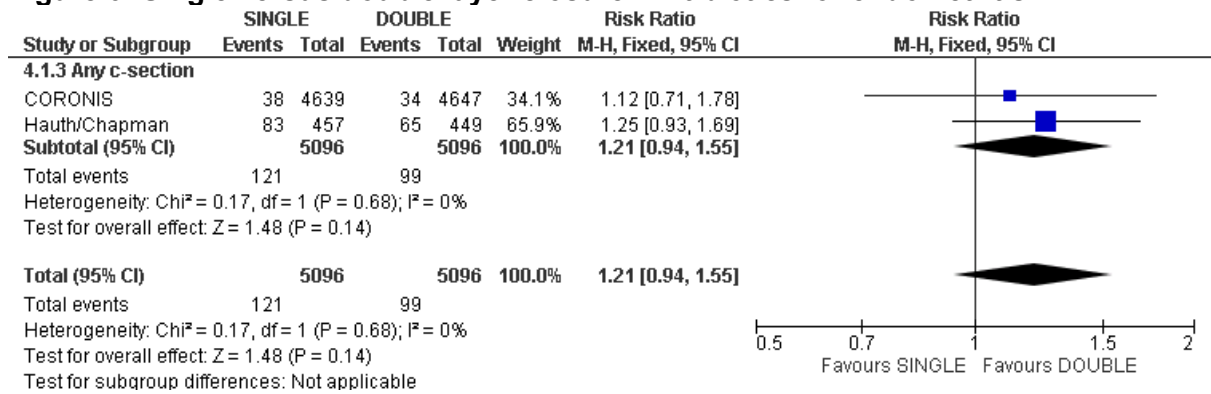 SINGLE DOUBLE Risk Ratio Risk Ratio
Study or Subgroup Events Total Events Total Weight M-H, Fixed, 95% CI M-H, Fixed, 95% CI
4.1.3 Any c-section
CORONIS 38 4639 34 4647 34.1% 1.12 [0.71, 1.78]
Hauth/Chapman 83 457 65 449 65.9% 1.25 [0.93, 1.69]
Subtotal (95% CI) 5096 5096 100.0% 1.21 [0.94, 1.55]
Total events 121 99
Heterogeneity: Chi² = 0.17, df = 1 (P = 0.68); I² = 0%
Test for overall effect: Z = 1.48 (P = 0.14)
Total (95% CI) 5096 5096 100.0% 1.21 [0.94, 1.55]
Total events 121 99
Heterogeneity: Chi² = 0.17, df = 1 (P = 0.68); I² = 0%
Test for overall effect: Z = 1.48 (P = 0.14)
Test for subgroup differences: Not applicable
0.5 0.7 1 1.5 2
Favours SINGLE Favours DOUBLE